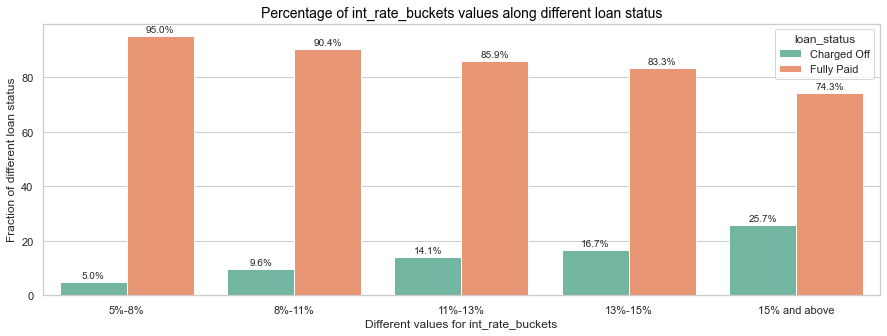 Percentage of int_rate_buckets values along different loan status
Fraction of different loan status
80
60
40
20
0
5.0%
95.0%
9.6%
90.4%
14.1%
85.9%
16.7%
83.3%
25.7%
74.3%
loan_status
Charged Off
Fully Paid
5%-8%
8%-11%
11%-13%
13%-15%
15% and above
Different values for int_rate_buckets